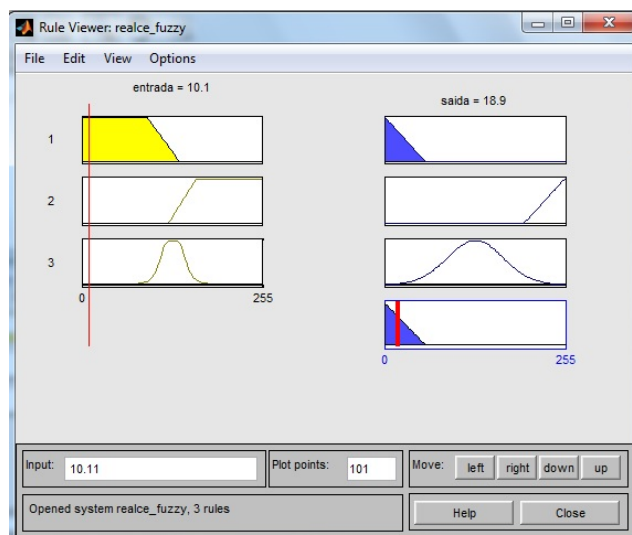 Rule Viewer: realce_fuzzy
File Edit View Options
entrada = 10.1
saida = 18.9
1
2
3
0 255
0 255
Input: 10.11 Plot points: 101 Move: left right down up
Opened system realce_fuzzy, 3 rules
Help Close